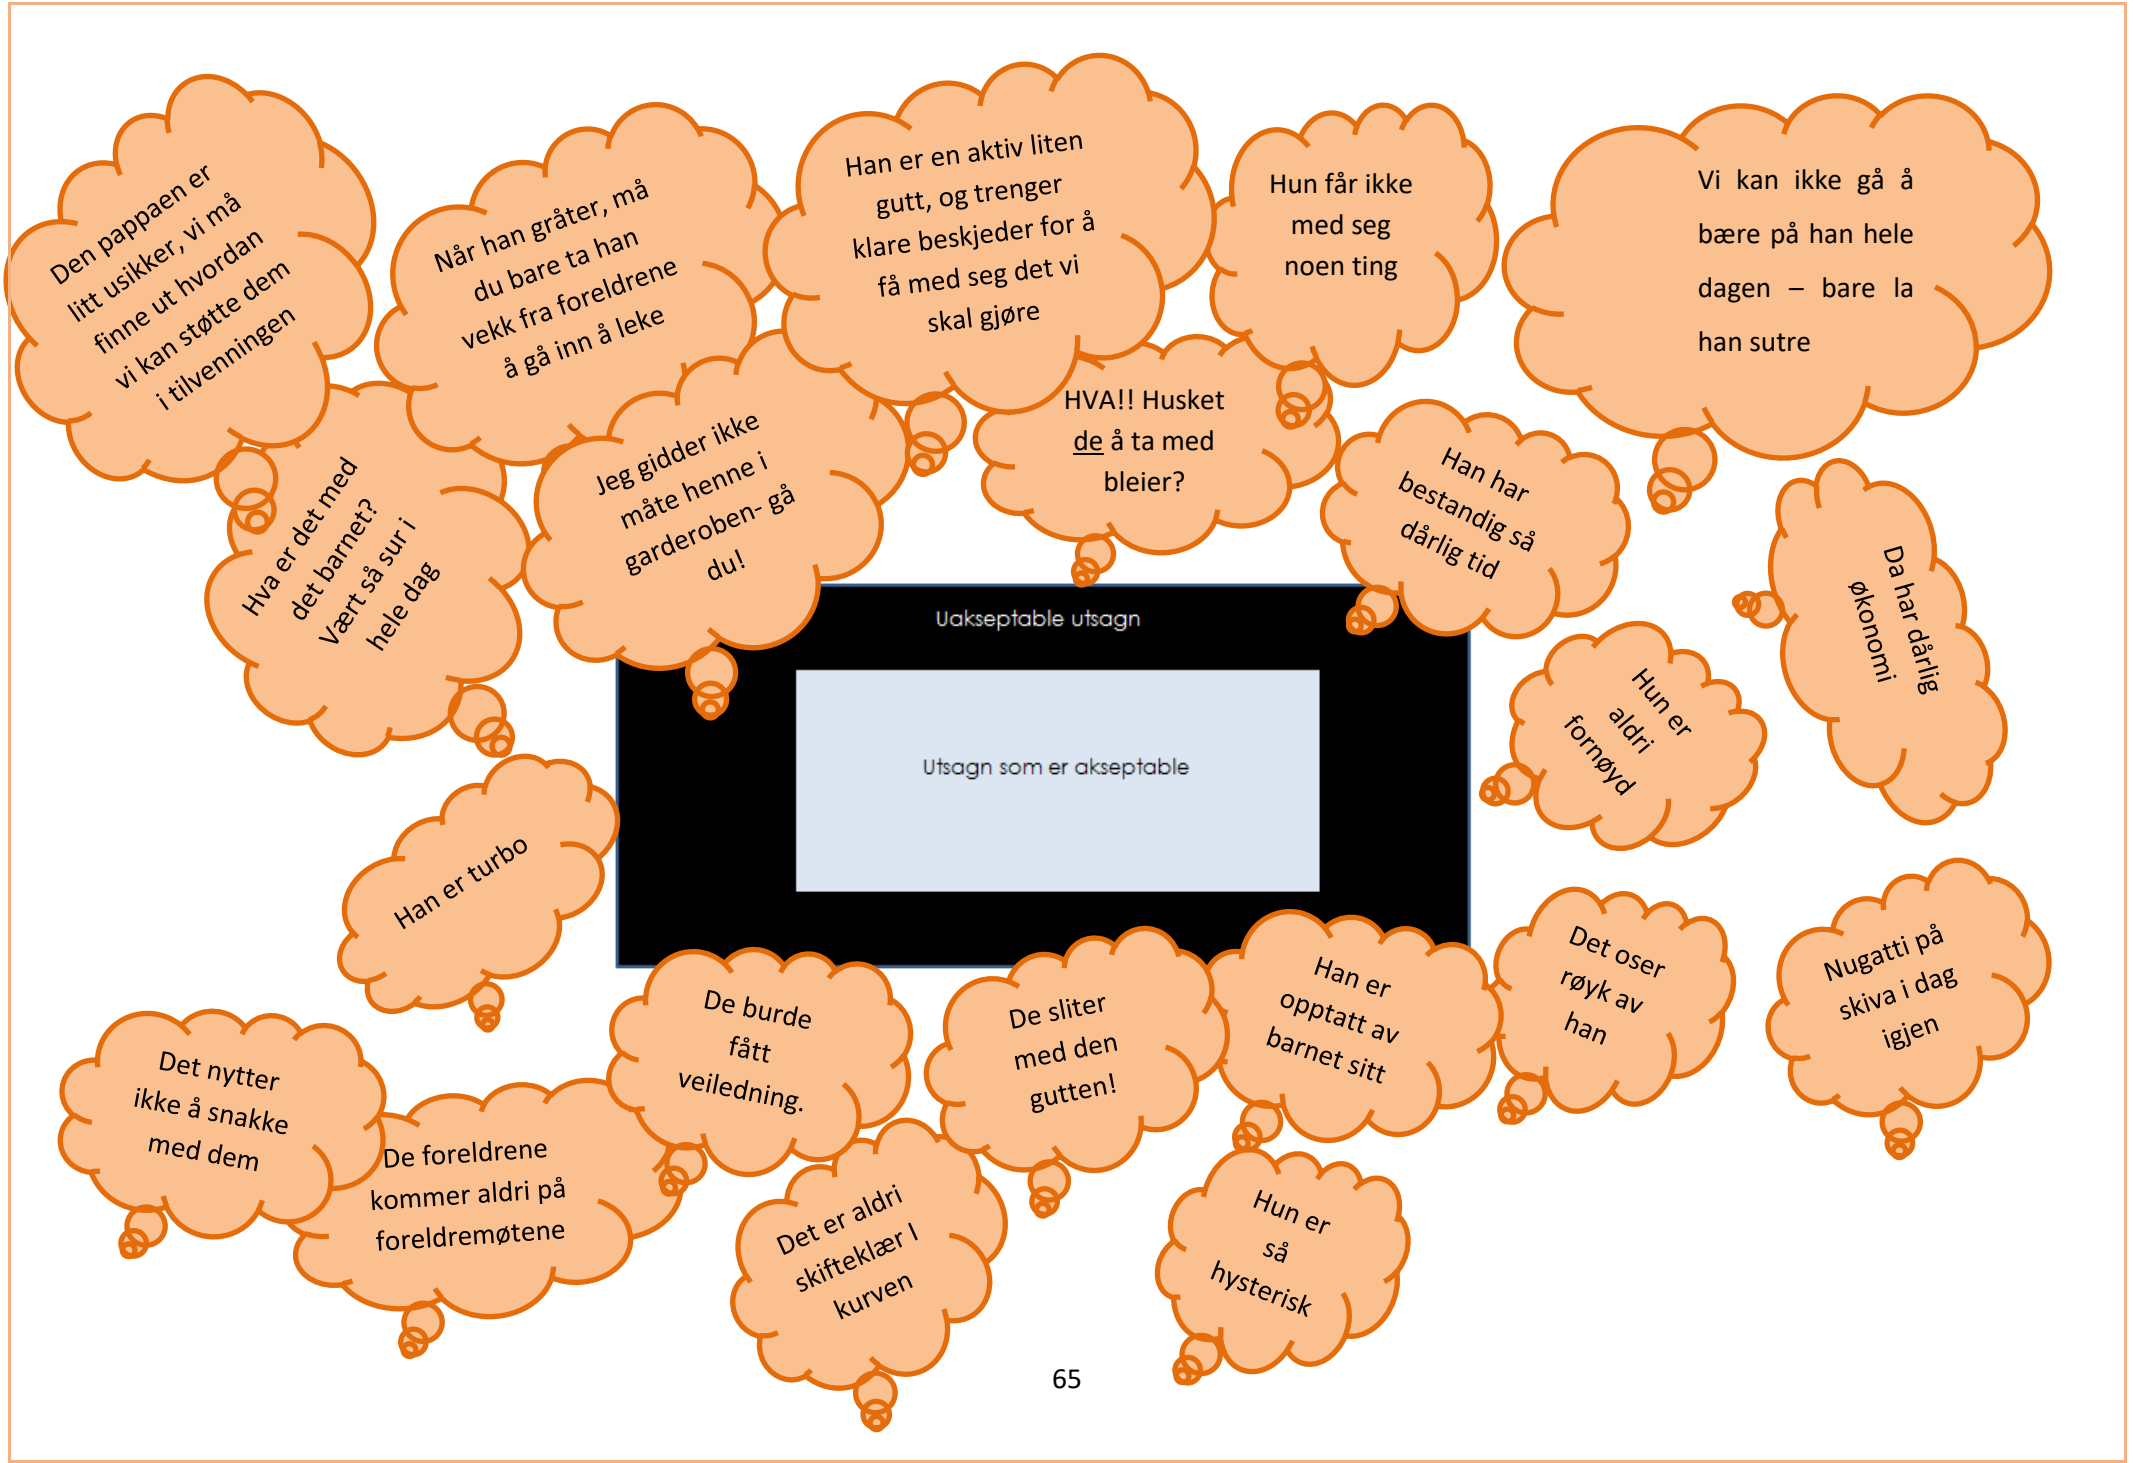 Den pappaen er
litt usikker, vi må
finne ut hvordan
vi kan støtte dem
i tilvenningen
Når han gråter, må
du bare ta han
vekk fra foreldrene
å gå inn å leke
Han er en aktiv liten
gutt, og trenger
klare beskjeder for å
få med seg det vi
skal gjøre
Hun får ikke
med seg
noen ting
Vi kan ikke gå å
bære på han hele
dagen – bare la
han sutre
Hva er det med
det barnet?
Vært så sur i
hele dag
Jeg gidder ikke
måte henne i
garderoben- gå
du!
HVA!! Husket
de å ta med
bleier?
Han har
bestandig så
dårlig tid
Da har dårlig
økonomi
Uakseptable utsagn
Utsagn som er akseptable
Hun er
aldri
fornøyd
Han er turbo
Det nytter
ikke å snakke
med dem
De foreldrene
kommer aldri på
foreldremøtene
De burde
fått
veiledning.
De sliter
med den
gutten!
Han er
opptatt av
barnet sitt
Det oser
røyk av
han
Nugatti på
skiva i dag
igjen
Det er aldri
skifteklær I
kurven
Hun er
så
hysterisk
65